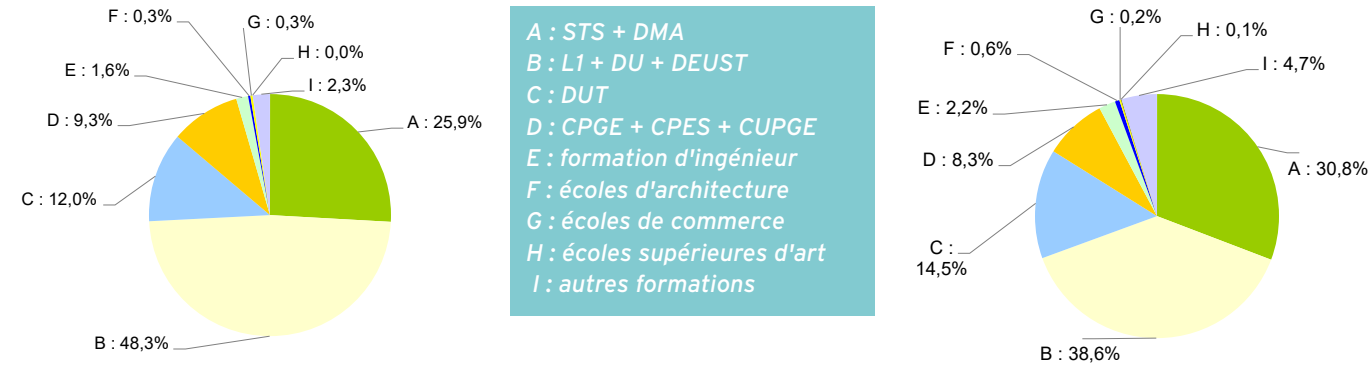 F : 0,3%
G : 0,3%
H : 0,0%
E : 1,6%
I : 2,3%
D : 9,3%
A : 25,9%
C : 12,0%
B : 48,3%
A : STS + DMA
B : L1 + DU + DEUST
C : DUT
D : CPGE + CPES + CUPGE
E : formation d'ingénieur
F : écoles d'architecture
G : écoles de commerce
H : écoles supérieures d'art
I : autres formations
G : 0,2%
H : 0,1%
F : 0,6%
I : 4,7%
E : 2,2%
D : 8,3%
A : 30,8%
C :
14,5%
B : 38,6%